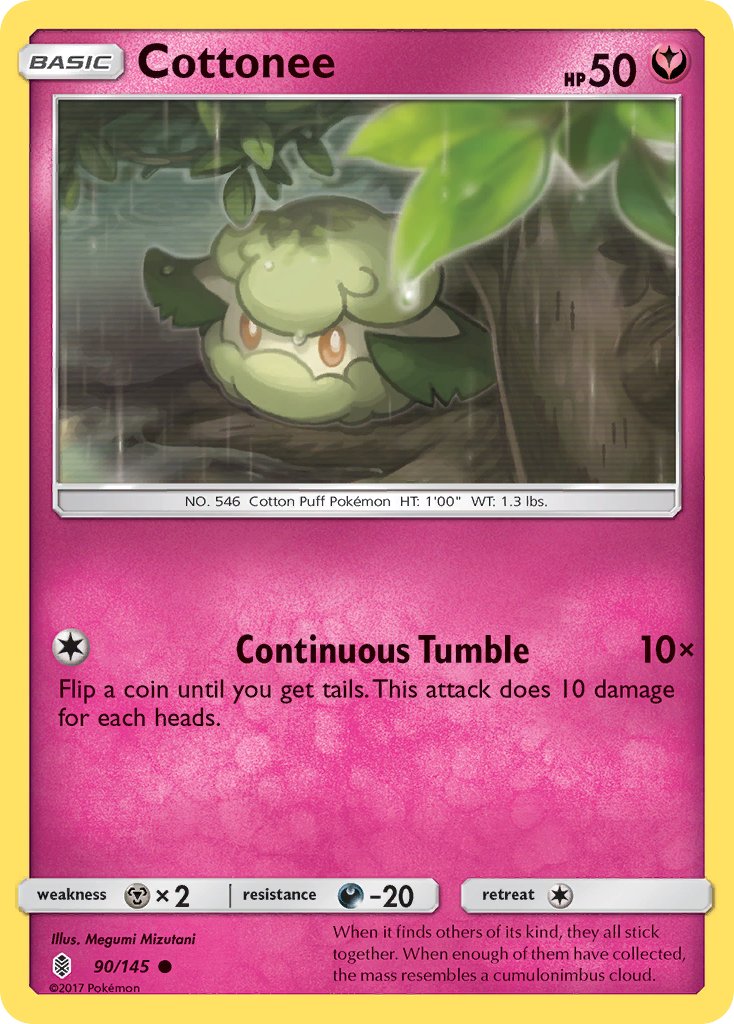 BASIC Cottonee HP50
NO. 546 Cotton Puff Pokémon HT: 1'00" WT: 1.3 lbs.
Continuous Tumble 10×
Flip a coin until you get tails. This attack does 10 damage
for each heads.
weakness ×2 resistance -20 retreat
Illus. Megumi Mizutani
90/145
©2017 Pokémon
When it finds others of its kind, they all stick
together. When enough of them have collected,
the mass resembles a cumulonimbus cloud.